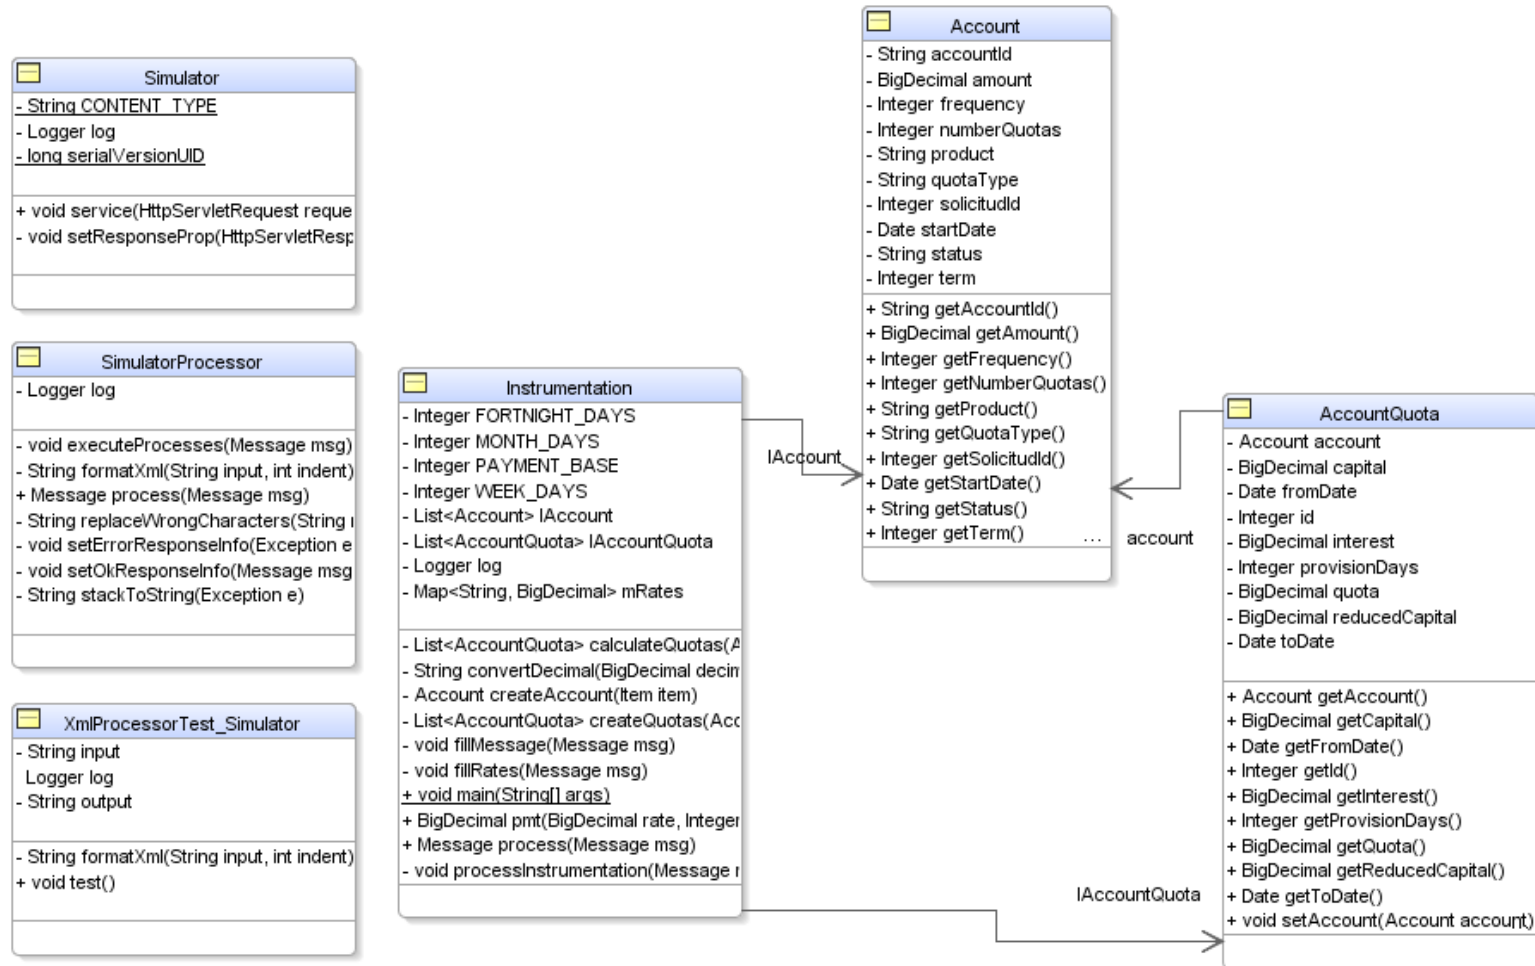 Simulator
- String CONTENT_TYPE
- Logger log
- long serialVersionUID
+ void service(HttpServletRequest reque
- void setResponseProp(HttpServletResp
SimulatorProcessor
- Logger log
- void executeProcesses(Message msg)
- String formatXml(String input, int indent)
+ Message process(Message msg)
- String replaceWrongCharacters(String
- void setErrorResponseInfo(Exception e
- void setOkResponseInfo(Message msg
- String stackToString(Exception e)
XmlProcessorTest_Simulator
- String input
Logger log
- String output
- String formatXml(String input, int indent)
+ void test()
Instrumentation
- Integer FORTNIGHT_DAYS
- Integer MONTH_DAYS
- Integer PAYMENT_BASE
- Integer WEEK_DAYS
- List<Account> lAccount
- List<AccountQuota> lAccountQuota
- Logger log
- Map<String, BigDecimal> mRates
- List<AccountQuota> calculateQuotas(A
- String convertDecimal(BigDecimal decim
- Account createAccount(Item item)
- List<AccountQuota> createQuotas(Acc
- void fillMessage(Message msg)
- void fillRates(Message msg)
+ void main(String[] args)
+ BigDecimal pmt(BigDecimal rate, Integer
+ Message process(Message msg)
- void processInstrumentation(Message
lAccount
Account
- String accountId
- BigDecimal amount
- Integer frequency
- Integer numberQuotas
- String product
- String quotaType
- Integer solicitudId
- Date startDate
- String status
- Integer term
+ String getAccountId()
+ BigDecimal getAmount()
+ Integer getFrequency()
+ Integer getNumberQuotas()
+ String getProduct()
+ String getQuotaType()
+ Integer getSolicitudId()
+ Date getStartDate()
+ String getStatus()
+ Integer getTerm() ...
account
lAccountQuota
AccountQuota
- Account account
- BigDecimal capital
- Date fromDate
- Integer id
- BigDecimal interest
- Integer provisionDays
- BigDecimal quota
- BigDecimal reducedCapital
- Date toDate
+ Account getAccount()
+ BigDecimal getCapital()
+ Date getFromDate()
+ Integer getId()
+ BigDecimal getInterest()
+ Integer getProvisionDays()
+ BigDecimal getQuota()
+ BigDecimal getReducedCapital()
+ Date getToDate()
+ void setAccount(Account account)